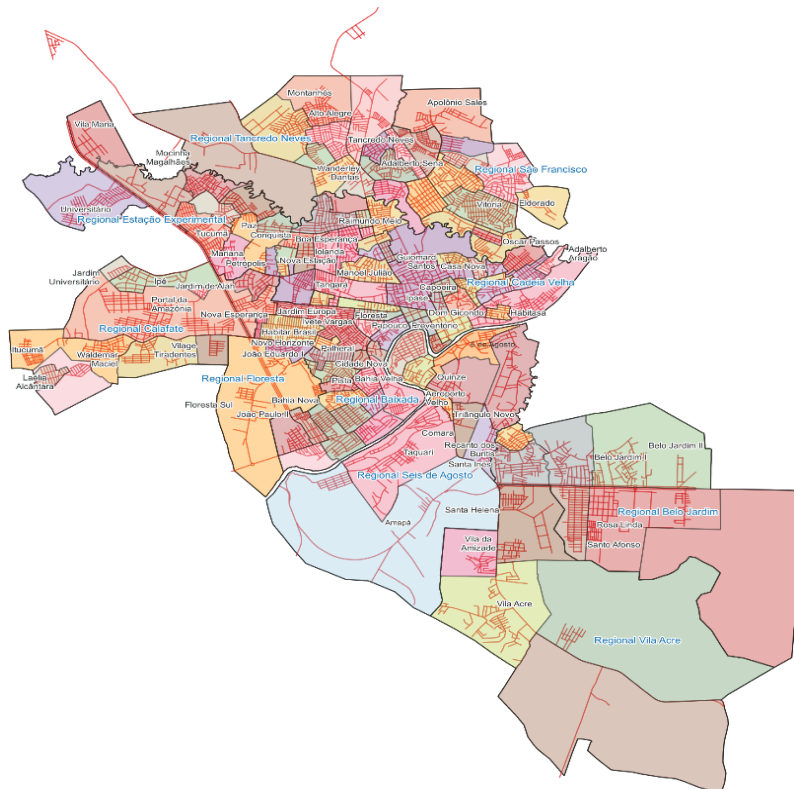 Montanhês
Apolônio Sales
Alto Alegre
Vila Maria
Regional Tancredo Neves
Tancredo Neves
Mocinha
Magalhães
Adalberto Sena
Wanderley
Dantas
Regional São Francisco
Universitário
Vitória
Eldorado
Regional Estação Experimental
Raimundo Melo
Paz
Tucumã
Conquista
Boa Esperança
Oscar Passos
Mariana
Iolanda
Adalberto
Aragão
Petrópolis
Nova Estação
Guiomard
Santos
Casa Nova
Manoel Julião
Jardim
Universitário
Ipê
Jardim de Alah
Tangará
Capoeira
Ipase
Regional Cadeia Velha
Portal da
Amazônia
Nova Esperança
Jardim Europa
Floresta
Dom Giocondo
Habitasa
Regional Calafate
Ivete Vargas
Papouco
Preventório
Habitar Brasil
Novo Horizonte
6 de Agosto
Itucumã
Waldemar
Maciel
Village
Tiradentes
João Eduardo I
Palheral
Cidade Nova
Laélia
Alcântara
Regional Floresta
Pista
Bahia Velha
Quinze
Floresta Sul
Bahia Nova
Regional Baixada
Aeroporto
Velho
João Paulo II
Triângulo Novo
Comara
Recanto dos
Buritis
Belo Jardim II
Taquari
Santa Inês
Belo Jardim I
Regional Seis de Agosto
Santa Helena
Regional Belo Jardim
Amapá
Rosa Linda
Vila da
Amizade
Santo Afonso
Vila Acre
Regional Vila Acre